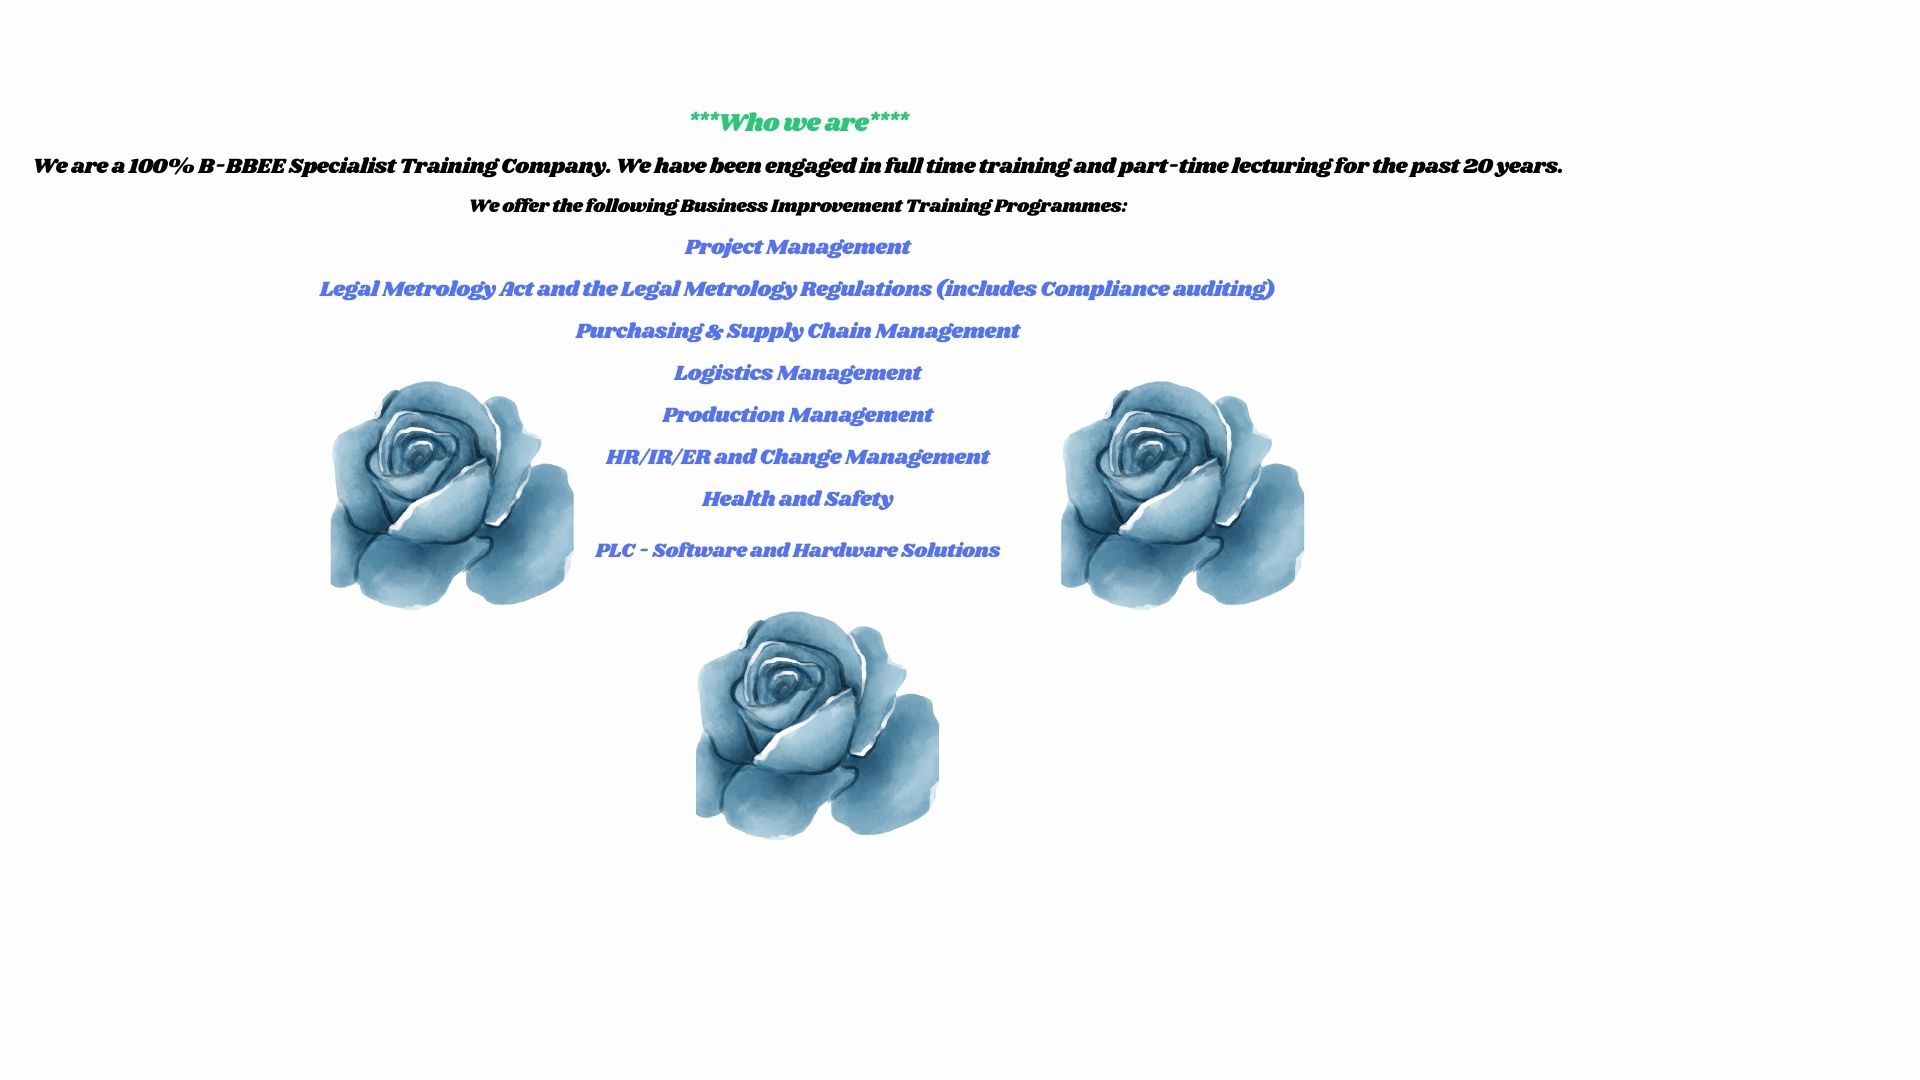 ***Who we are****
We are a 100% B-BBEE Specialist Training Company. We have been engaged in full time training and part-time lecturing for the past 20 years.
We offer the following Business Improvement Training Programmes:
Project Management
Legal Metrology Act and the Legal Metrology Regulations (includes Compliance auditing)
Purchasing & Supply Chain Management
Logistics Management
Production Management
HR/IR/ER and Change Management
Health and Safety
PLC - Software and Hardware Solutions